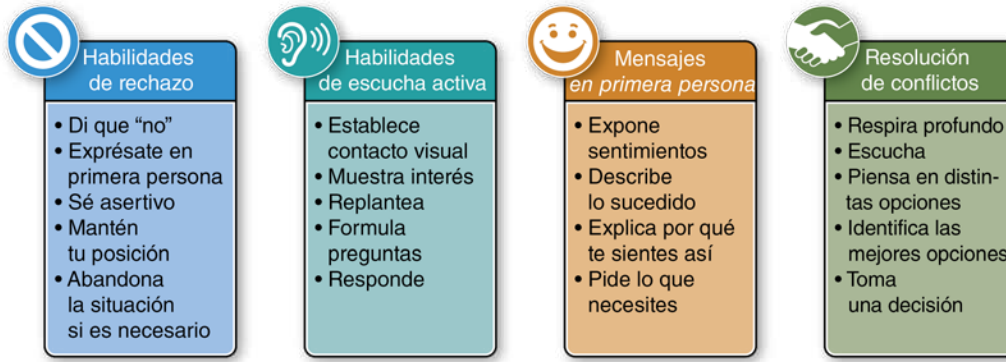 Habilidades
de rechazo
• Di que “no”
• Exprésate en
primera persona
• Sé asertivo
• Mantén
tu posición
• Abandona
la situación
si es necesario
Habilidades
de escucha activa
• Establece
contacto visual
• Muestra interés
• Replantea
• Formula
preguntas
• Responde
Mensajes
en primera persona
• Expone
sentimientos
• Describe
lo sucedido
• Explica por qué
te sientes así
• Pide lo que
necesites
Resolución
de conflictos
• Respira profundo
• Escucha
• Piensa en distin-
tas opciones
• Identifica las
mejores opciones
• Toma
una decisión